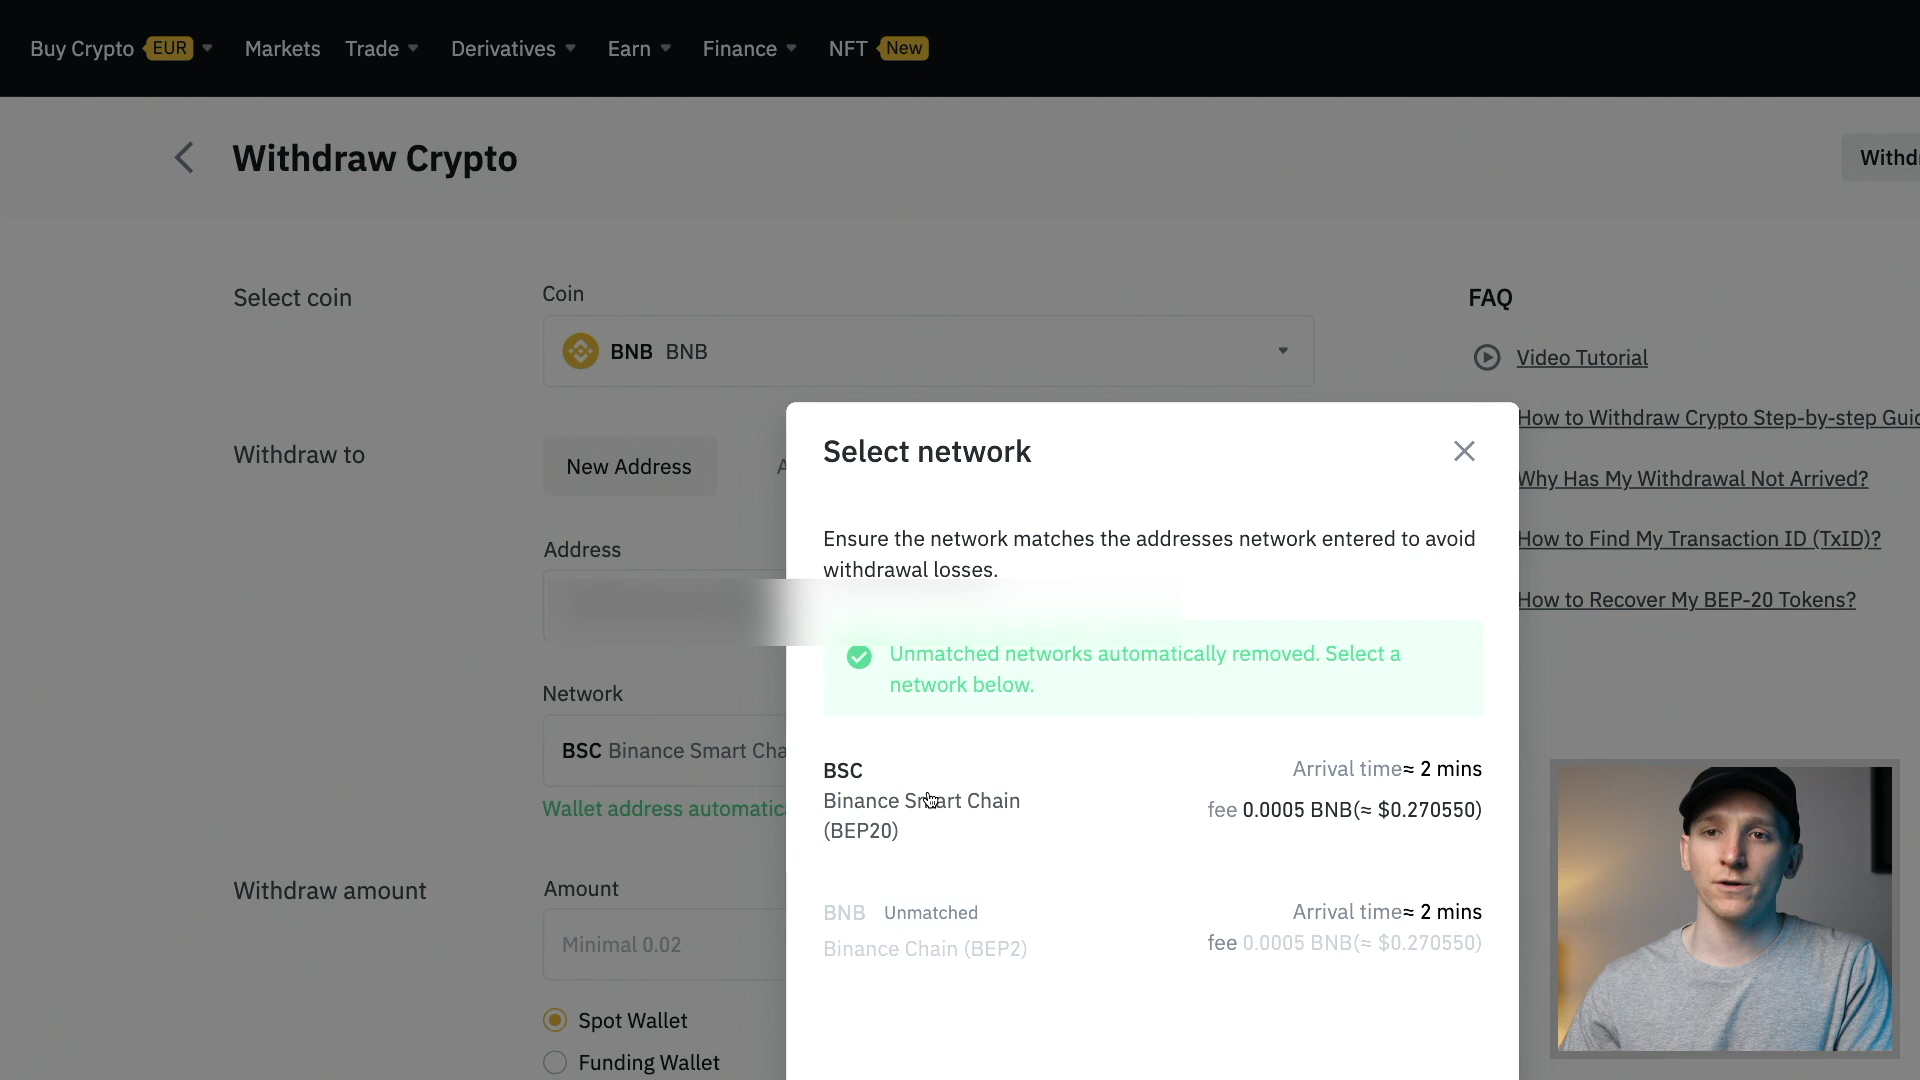 Buy Crypto EUR Markets Trade Derivatives Earn Finance NFT New
Withdraw Crypto
Select coin
Coin
BNB BNB
FAQ
Video Tutorial
How to Withdraw Crypto Step-by-step
Withdraw to
New Address
Select network
Why Has My Withdrawal Not Arrived?
Ensure the network matches the addresses network entered to avoid
withdrawal losses.
How to Find My Transaction ID (TxID)?
Address
How to Recover My BEP-20 Tokens?
Unmatched networks automatically removed. Select a
network below.
Network
BSC Binance Smart
Wallet address
BSC
Binance Smart Chain
(BEP20)
Arrival time≈ 2 mins
fee 0.0005 BNB(≈ $0.270550)
Withdraw amount
Amount
Minimal 0.02
BNB Unmatched
Binance Chain (BEP2)
Arrival time≈ 2 mins
fee 0.0005 BNB(≈ $0.270550)
Spot Wallet
Funding Wallet